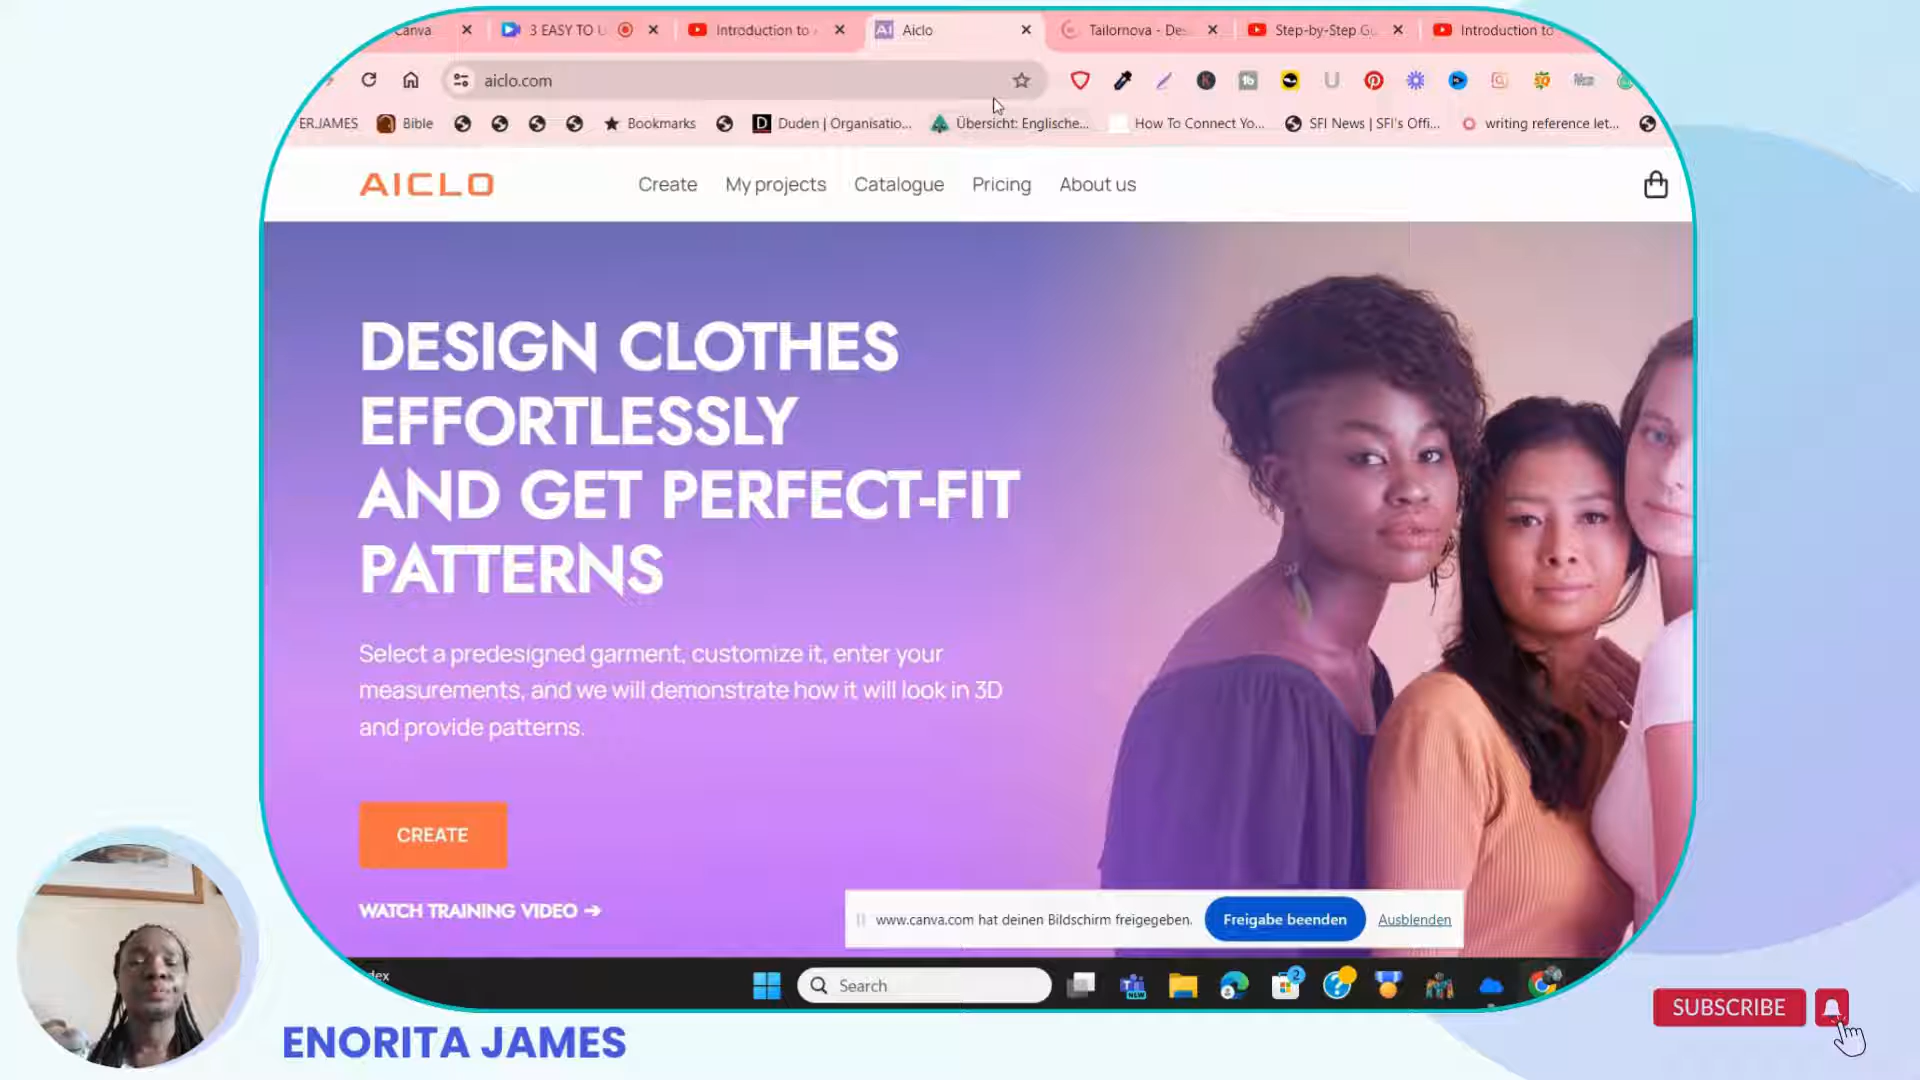 Canva
3 EASY TO U
Introduction to
Aiclo
Tailornova - De
Step-by-Step Gu
Introduction to
aiclo.com
ER.JAMES
Bible
Bookmarks
Duden | Organisatio...
Übersicht: Englische...
How To Connect Yo...
SFI News | SFI's Offi...
writing reference let...
AICLO
Create
My projects
Catalogue
Pricing
About us
DESIGN CLOTHES
EFFORTLESSLY
AND GET PERFECT-FIT
PATTERNS
Select a predesigned garment, customize it, enter your
measurements, and we will demonstrate how it will look in 3D
and provide patterns.
CREATE
WATCH TRAINING VIDEO →
www.canva.com hat deinen Bildschirm freigegeben.
Freigabe beenden
Ausblenden
dex
Search
2
ENORITA JAMES
SUBSCRIBE